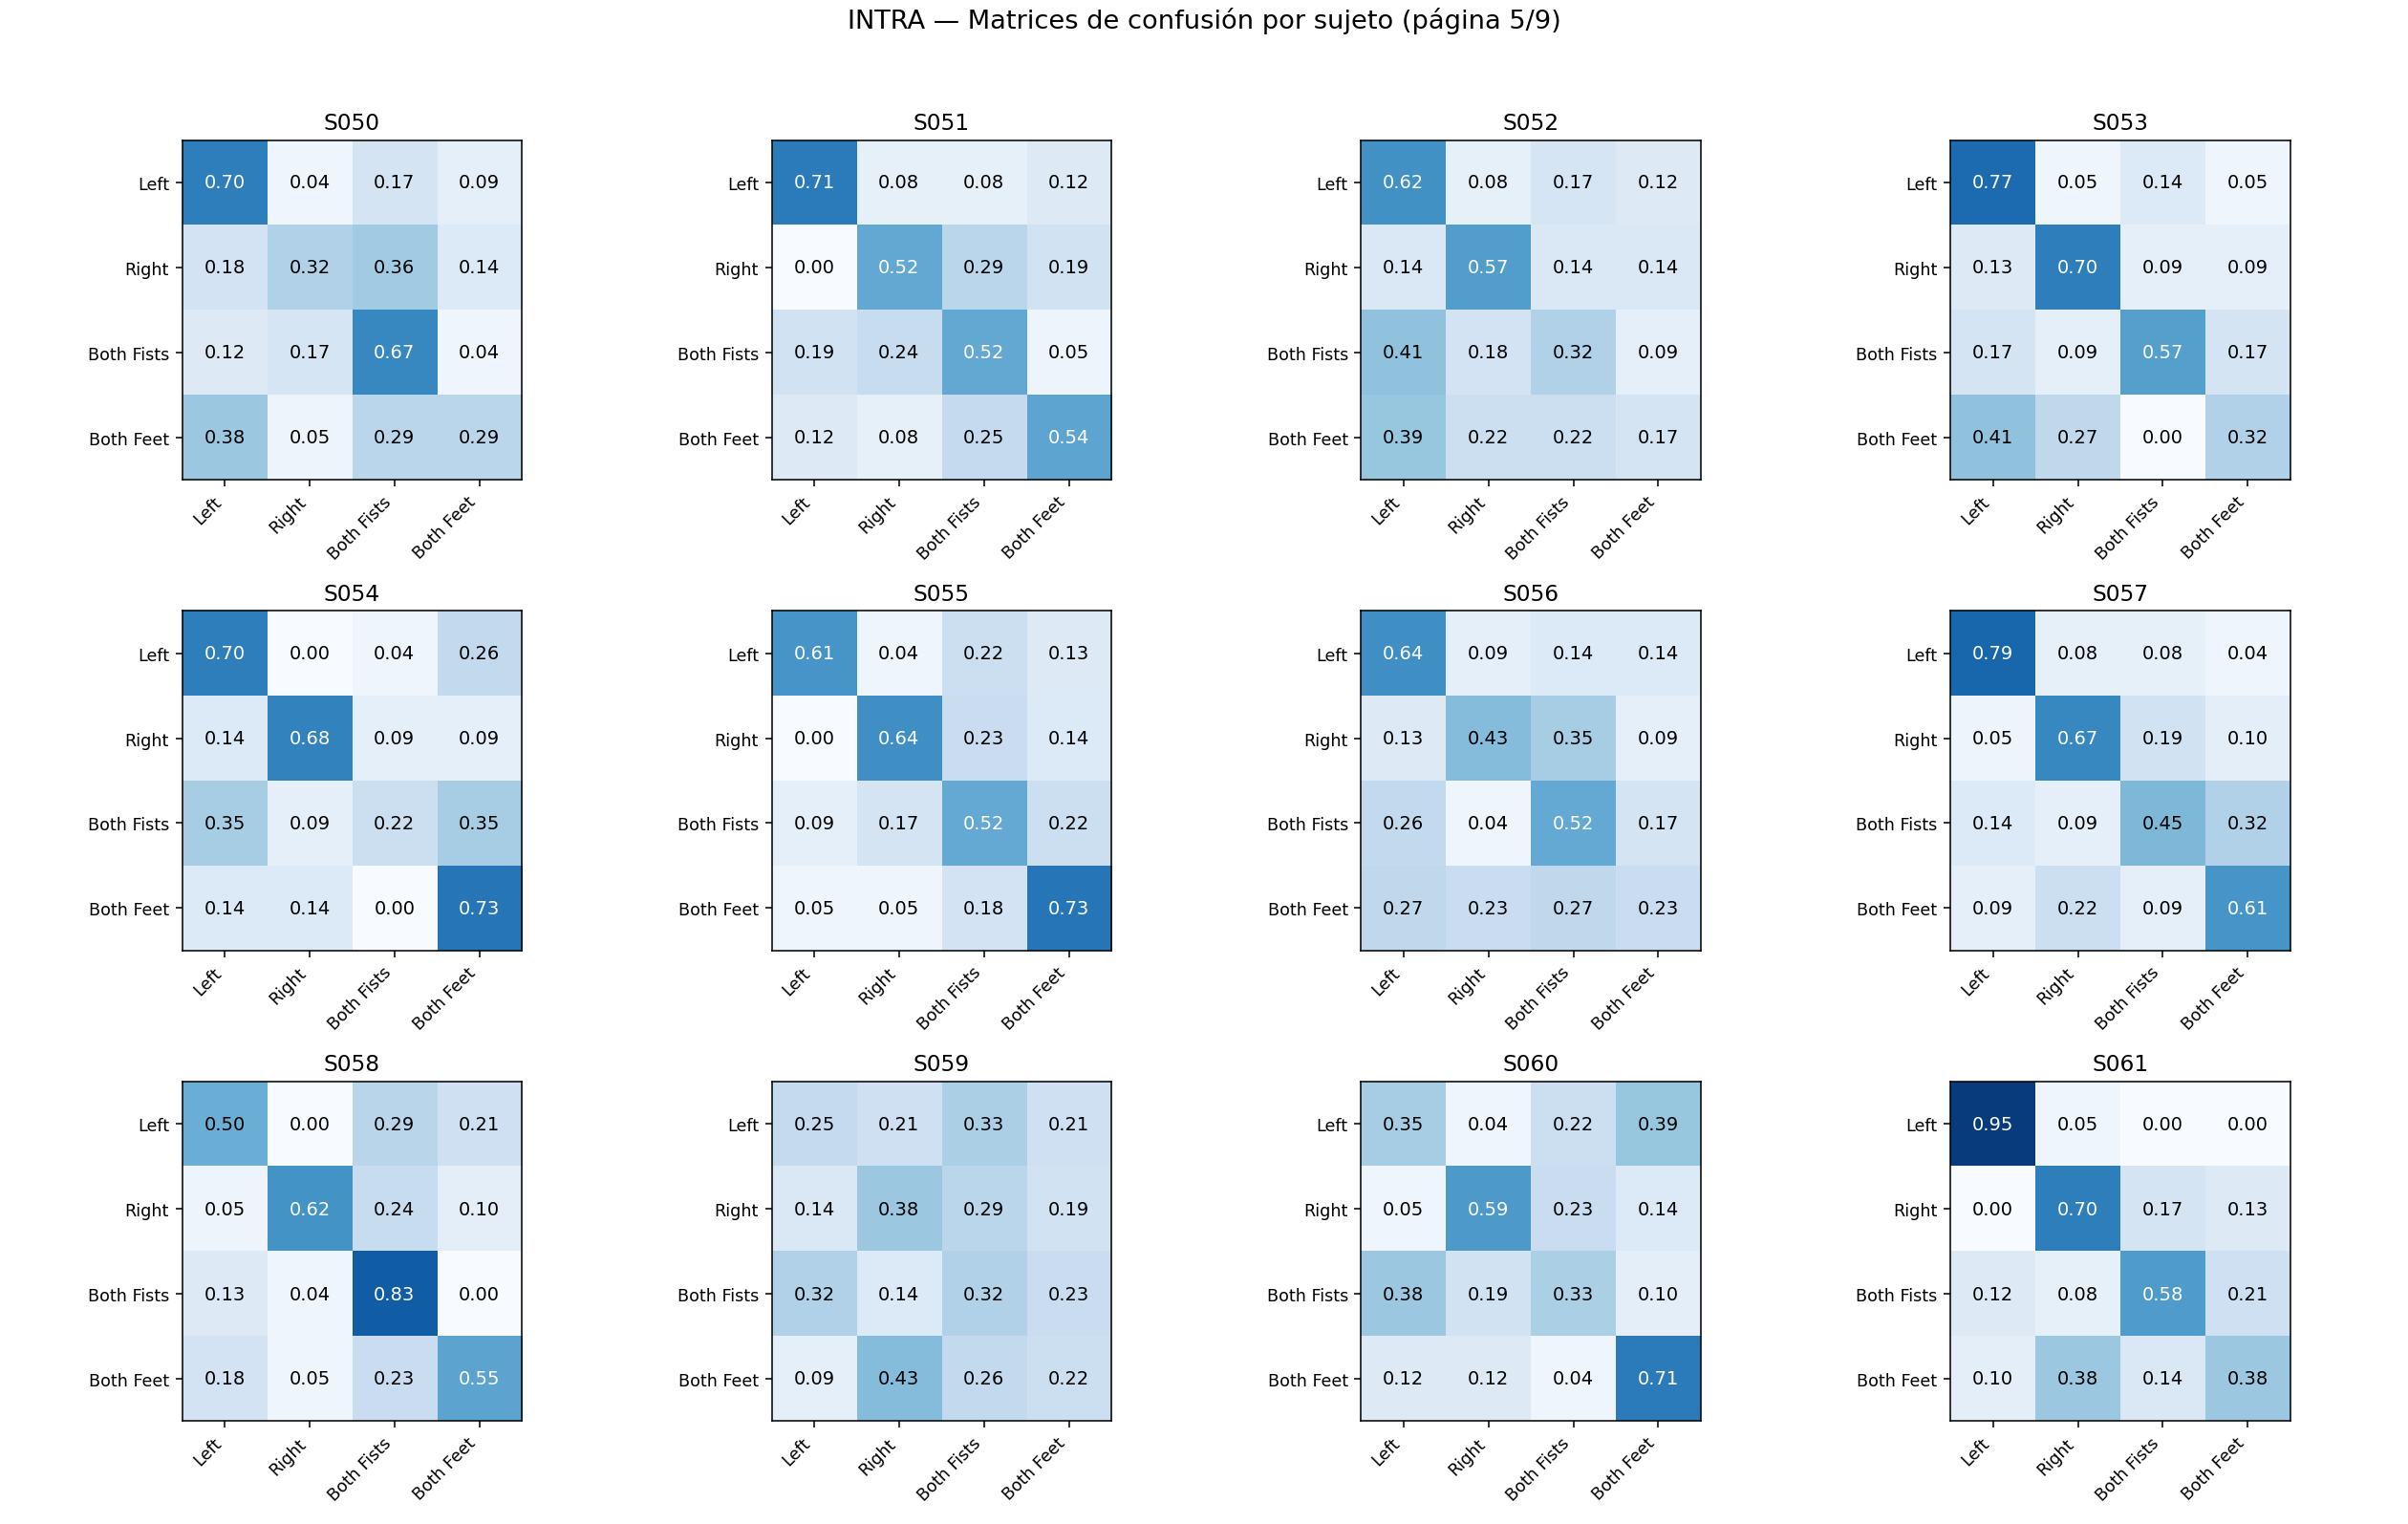 INTRA — Matrices de confusión por sujeto (página 5/9)
S050
Left 0.70 0.04 0.17 0.09
Right 0.18 0.32 0.36 0.14
Both Fists 0.12 0.17 0.67 0.04
Both Feet 0.38 0.05 0.29 0.29
Left Right Both Fists Both Feet
S051
Left 0.71 0.08 0.08 0.12
Right 0.00 0.52 0.29 0.19
Both Fists 0.19 0.24 0.52 0.05
Both Feet 0.12 0.08 0.25 0.54
Left Right Both Fists Both Feet
S052
Left 0.62 0.08 0.17 0.12
Right 0.14 0.57 0.14 0.14
Both Fists 0.41 0.18 0.32 0.09
Both Feet 0.39 0.22 0.22 0.17
Left Right Both Fists Both Feet
S053
Left 0.77 0.05 0.14 0.05
Right 0.13 0.70 0.09 0.09
Both Fists 0.17 0.09 0.57 0.17
Both Feet 0.41 0.27 0.00 0.32
Left Right Both Fists Both Feet
S054
Left 0.70 0.00 0.04 0.26
Right 0.14 0.68 0.09 0.09
Both Fists 0.35 0.09 0.22 0.35
Both Feet 0.14 0.14 0.00 0.73
Left Right Both Fists Both Feet
S055
Left 0.61 0.04 0.22 0.13
Right 0.00 0.64 0.23 0.14
Both Fists 0.09 0.17 0.52 0.22
Both Feet 0.05 0.05 0.18 0.73
Left Right Both Fists Both Feet
S056
Left 0.64 0.09 0.14 0.14
Right 0.13 0.43 0.35 0.09
Both Fists 0.26 0.04 0.52 0.17
Both Feet 0.27 0.23 0.27 0.23
Left Right Both Fists Both Feet
S057
Left 0.79 0.08 0.08 0.04
Right 0.05 0.67 0.19 0.10
Both Fists 0.14 0.09 0.45 0.32
Both Feet 0.09 0.22 0.09 0.61
Left Right Both Fists Both Feet
S058
Left 0.50 0.00 0.29 0.21
Right 0.05 0.62 0.24 0.10
Both Fists 0.13 0.04 0.83 0.00
Both Feet 0.18 0.05 0.23 0.55
Left Right Both Fists Both Feet
S059
Left 0.25 0.21 0.33 0.21
Right 0.14 0.38 0.29 0.19
Both Fists 0.32 0.14 0.32 0.23
Both Feet 0.09 0.43 0.26 0.22
Left Right Both Fists Both Feet
S060
Left 0.35 0.04 0.22 0.39
Right 0.05 0.59 0.23 0.14
Both Fists 0.38 0.19 0.33 0.10
Both Feet 0.12 0.12 0.04 0.71
Left Right Both Fists Both Feet
S061
Left 0.95 0.05 0.00 0.00
Right 0.00 0.70 0.17 0.13
Both Fists 0.12 0.08 0.58 0.21
Both Feet 0.10 0.38 0.14 0.38
Left Right Both Fists Both Feet